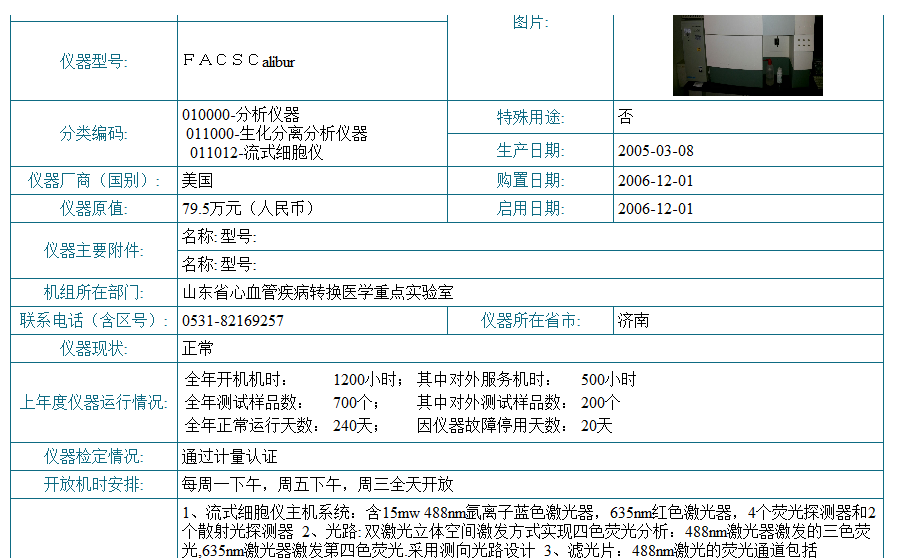 图片:
仪器型号: ＦＡＣＳＣalibur
分类编码: 010000-分析仪器
011000-生化分离分析仪器
011012-流式细胞仪
特殊用途: 否
生产日期: 2005-03-08
仪器厂商（国别）: 美国 购置日期: 2006-12-01
仪器原值: 79.5万元（人民币） 启用日期: 2006-12-01
仪器主要附件: 名称: 型号:
名称: 型号:
机组所在部门: 山东省心血管疾病转换医学重点实验室
联系电话（含区号）: 0531-82169257 仪器所在省市: 济南
仪器现状: 正常
上年度仪器运行情况: 全年开机机时： 1200小时； 其中对外服务机时： 500小时
全年测试样品数： 700个； 其中对外测试样品数： 200个
全年正常运行天数： 240天； 因仪器故障停用天数： 20天
仪器检定情况: 通过计量认证
开放机时安排: 每周一下午，周五下午，周三全天开放
1、流式细胞仪主机系统：含15mw 488nm氩离子蓝色激光器，635nm红色激光器，4个荧光探测器和2
个散射光探测器 2、光路: 双激光立体空间激发方式实现四色荧光分析：488nm激光器激发的三色荧
光,635nm激光器激发第四色荧光.采用测向光路设计 3、滤光片：488nm激光的荧光通道包括